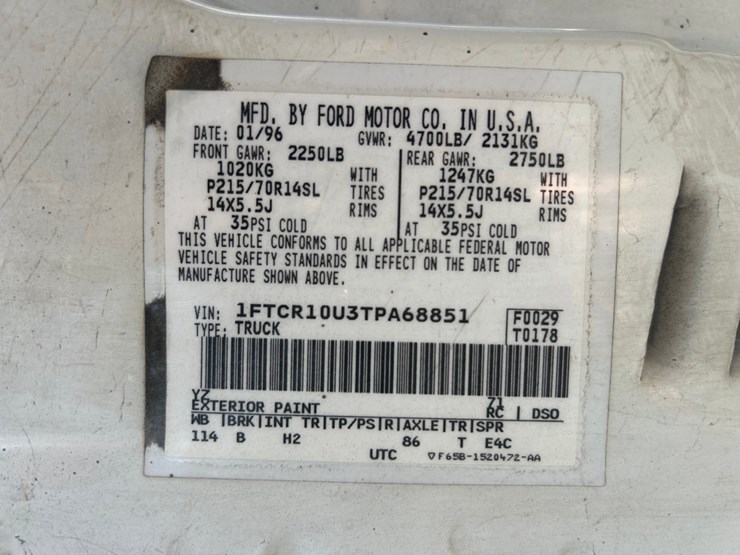 MFD. BY FORD MOTOR CO. IN U.S.A.
DATE: 01/96 GVWR: 4700LB/ 2131KG
FRONT GAWR: 2250LB REAR GAWR: 2750LB
1020KG WITH 1247KG WITH
P215/70R14SL TIRES P215/70R14SL TIRES
14X5.5J RIMS 14X5.5J RIMS
AT 35PSI COLD AT 35PSI COLD
THIS VEHICLE CONFORMS TO ALL APPLICABLE FEDERAL MOTOR
VEHICLE SAFETY STANDARDS IN EFFECT ON THE DATE OF
MANUFACTURE SHOWN ABOVE.
VIN: 1FTCR10U3TPA68851 F0029
TYPE: TRUCK T0178
YZ 71
EXTERIOR PAINT RC | DSO
WB |BRK|INT TR|TP/PS|R|AXLE|TR|SPR
114 B H2 86 T E4C
UTC ▽F65B-1520472-AA